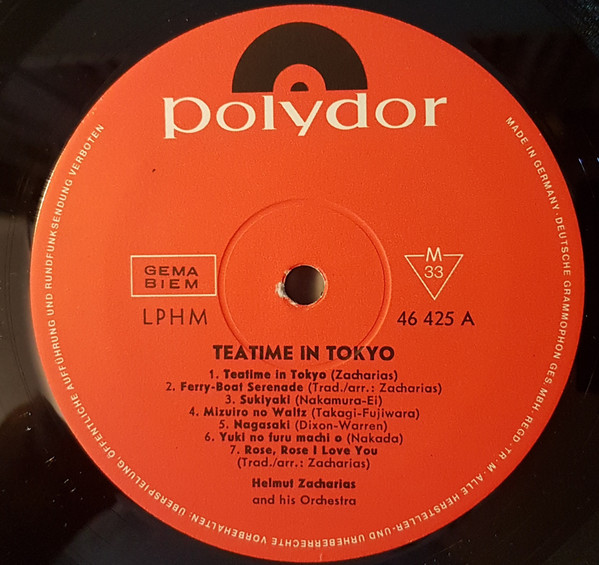 polydor
GEMA
BIEM
M
33
LPHM
46 425 A
TEATIME IN TOKYO
1. Teatime in Tokyo (Zacharias)
2. Ferry-Boat Serenade (Trad./arr.: Zacharias)
3. Sukiyaki (Nakamura-Ei)
4. Mizuiro no Waltz (Takagi-Fujiwara)
5. Nagasaki (Dixon-Warren)
6. Yuki no furu machi o (Nakada)
7. Rose, Rose I Love You
(Trad./arr.: Zacharias)
Helmut Zacharias
and his Orchestra
MADE IN GERMANY · DEUTSCHE GRAMMOPHON GES. MBH · REGD. TR. M. · ALLE HERSTELLER- UND URHEBERRECHTE VORBEHALTEN. ÜBERSPIELUNG, ÖFFENTLICHE AUFFÜHRUNG UND RUNDFUNKSENDUNG VERBOTEN